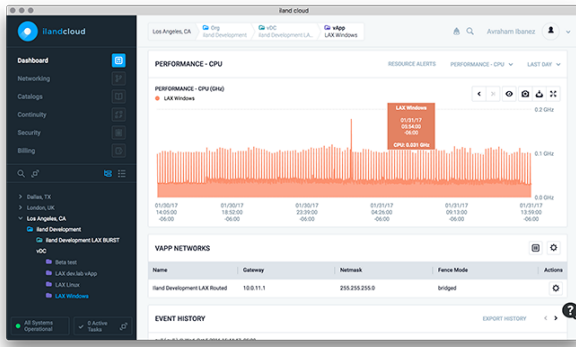 iland cloud
ilandcloud
Dashboard
Networking
Catalogs
Continuity
Security
Billing
Dallas, TX
London, UK
Los Angeles, CA
iland Development
iland Development LAX BURST
vDC
Beta test
LAX dev.lab vApp
LAX Linux
LAX Windows
All Systems Operational
0 Active Tasks
Los Angeles, CA
Org
iland Development
vDC
iland Development LA..
vApp
LAX Windows
Avraham Ibanez
PERFORMANCE - CPU
RESOURCE ALERTS
PERFORMANCE - CPU
LAST DAY
PERFORMANCE - CPU (GHz)
LAX Windows
LAX Windows
01/31/17
05:54:00
-06:00
CPU: 0.031 GHz
0.2 GHz
0.1 GHz
0.0 GHz
01/30/17 14:05:00 -06:00
01/30/17 18:52:00 -06:00
01/30/17 23:39:00 -06:00
01/31/17 04:26:00 -06:00
01/31/17 09:13:00 -06:00
01/31/17 13:59:00 -06:00
VAPP NETWORKS
Name Gateway Netmask Fence Mode Actions
iland Development LAX Routed 10.0.11.1 255.255.255.0 bridged
EVENT HISTORY
EXPORT HISTORY
?